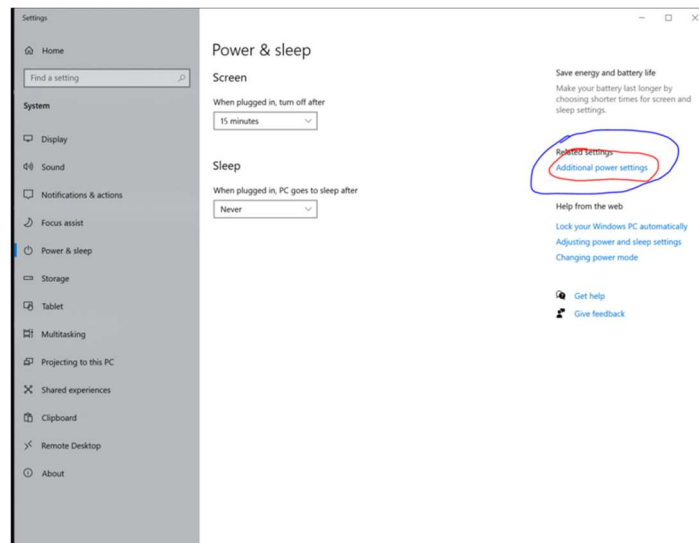 Settings
Home
Find a setting
System
Display
Sound
Notifications & actions
Focus assist
Power & sleep
Storage
Tablet
Multitasking
Projecting to this PC
Shared experiences
Clipboard
Remote Desktop
About
Power & sleep
Screen
When plugged in, turn off after
15 minutes
Sleep
When plugged in, PC goes to sleep after
Never
Save energy and battery life
Make your battery last longer by
choosing shorter times for screen and
sleep settings.
Related settings
Additional power settings
Help from the web
Lock your Windows PC automatically
Adjusting power and sleep settings
Changing power mode
Get help
Give feedback